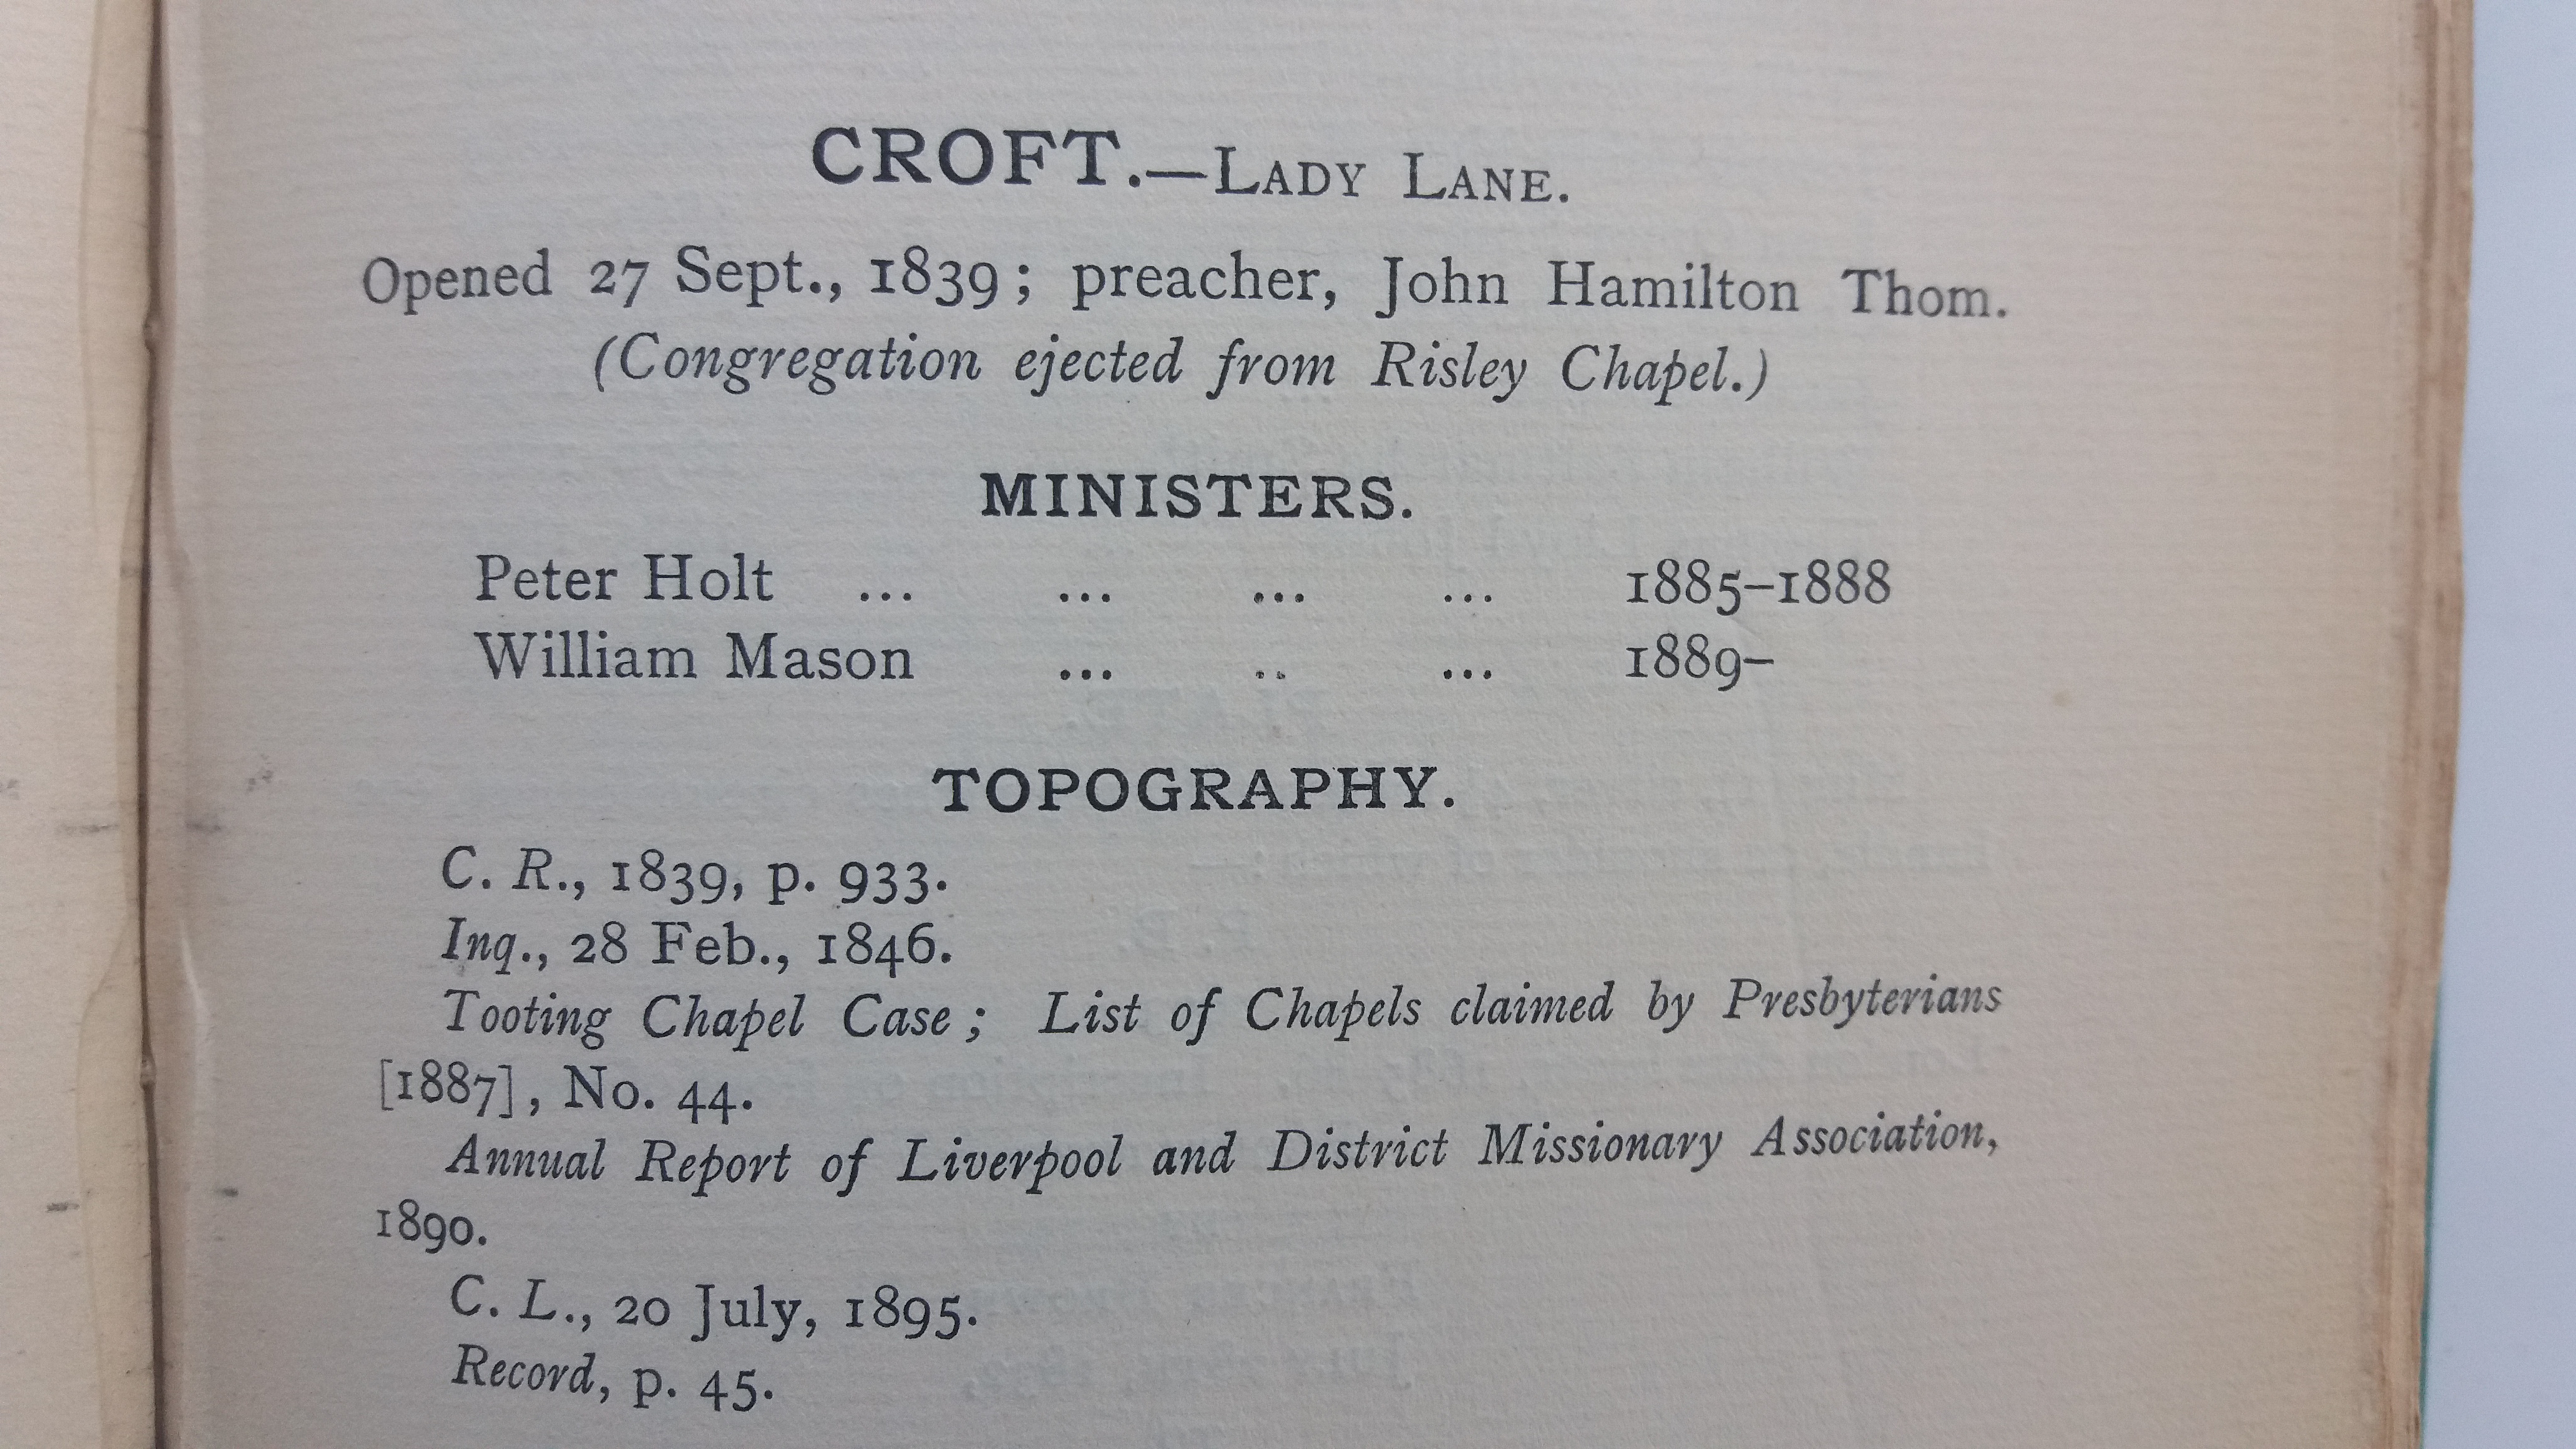 CROFT.—LADY LANE.
Opened 27 Sept., 1839; preacher, John Hamilton Thom.
(Congregation ejected from Risley Chapel.)
MINISTERS.
Peter Holt ... ... ... ... 1885–1888
William Mason ... .. ... 1889–
TOPOGRAPHY.
C. R., 1839, p. 933.
Inq., 28 Feb., 1846.
Tooting Chapel Case; List of Chapels claimed by Presbyterians
[1887], No. 44.
Annual Report of Liverpool and District Missionary Association,
1890.
C. L., 20 July, 1895.
Record, p. 45.